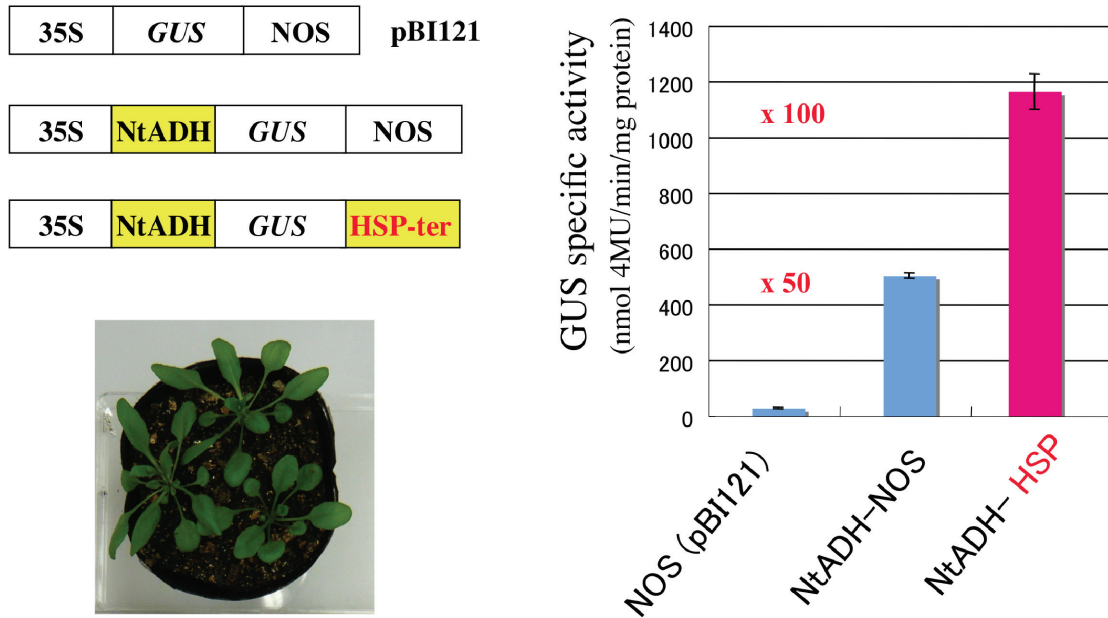 35S GUS NOS pBI121
35S NtADH GUS NOS
35S NtADH GUS HSP-ter
GUS specific activity
(nmol 4MU/min/mg protein)
1400
1200
1000
800
600
400
200
0
x 100
x 50
NOS (pBI121)
NtADH-NOS
NtADH- HSP